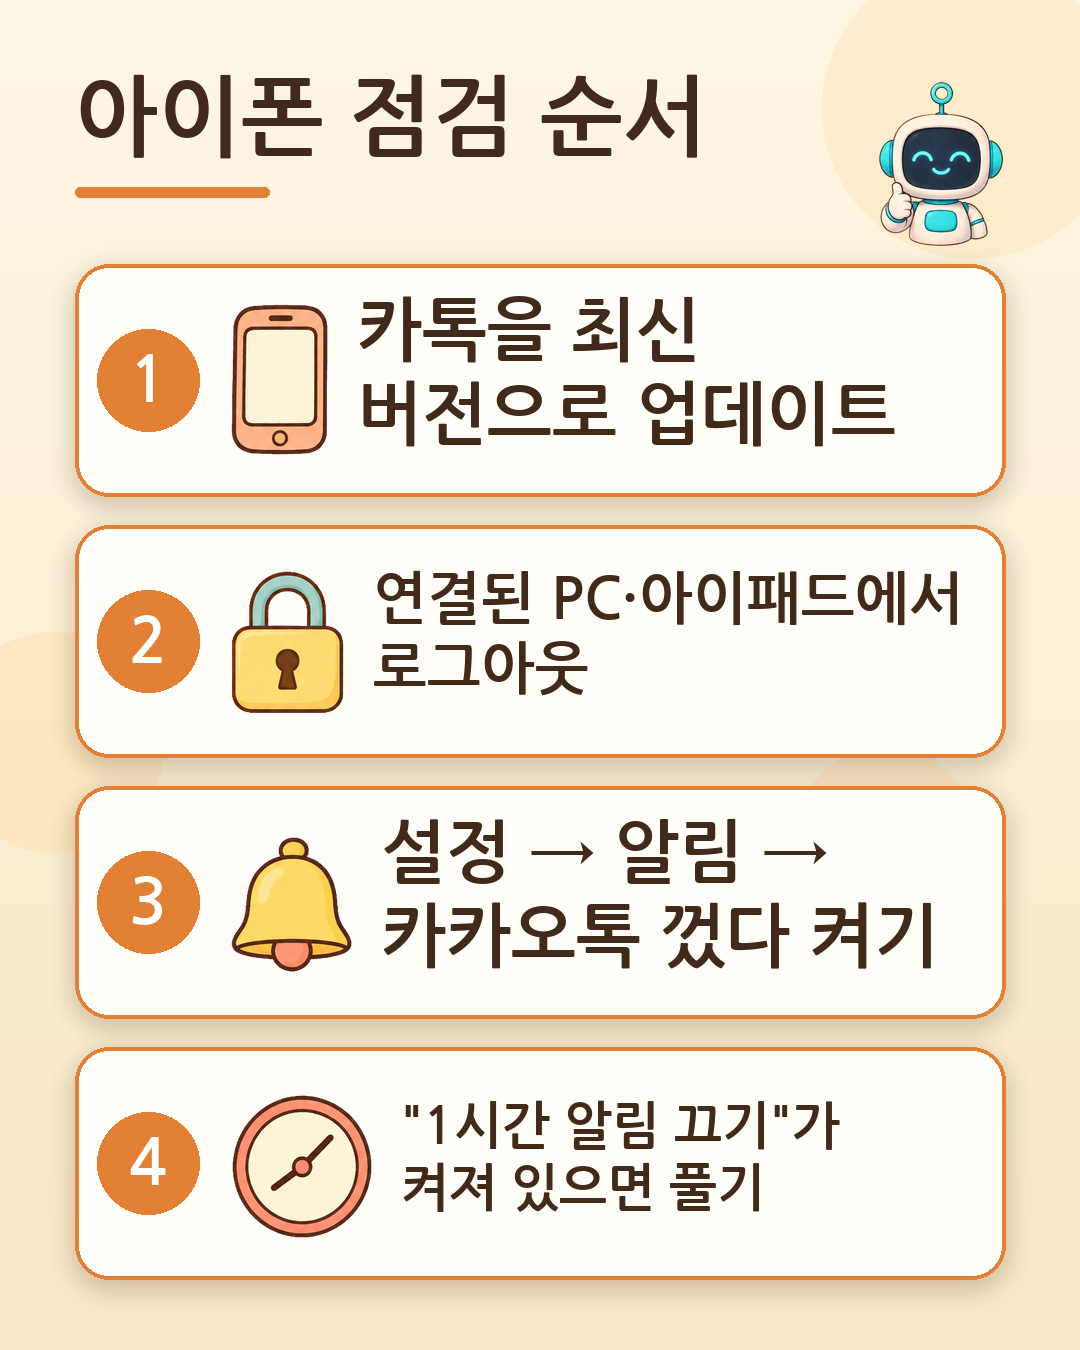 아이폰 점검 순서
1
카톡을 최신
버전으로 업데이트
2
연결된 PC·아이패드에서
로그아웃
3
설정 → 알림 →
카카오톡 껐다 켜기
4
"1시간 알림 끄기"가
켜져 있으면 풀기